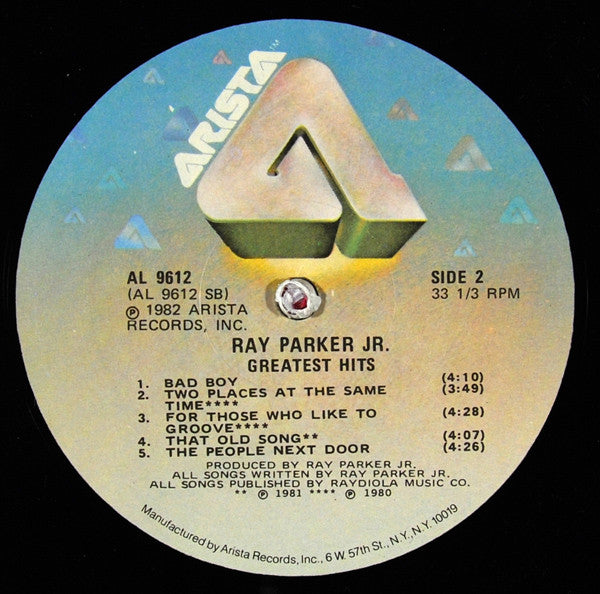 ARISTA™
AL 9612
(AL 9612 SB)
℗ 1982 ARISTA
RECORDS, INC.
SIDE 2
33 1/3 RPM
RAY PARKER JR.
GREATEST HITS
1. BAD BOY (4:10)
2. TWO PLACES AT THE SAME (3:49)
TIME****
3. FOR THOSE WHO LIKE TO (4:28)
GROOVE****
4. THAT OLD SONG** (4:07)
5. THE PEOPLE NEXT DOOR (4:26)
PRODUCED BY RAY PARKER JR.
ALL SONGS WRITTEN BY RAY PARKER JR.
ALL SONGS PUBLISHED BY RAYDIOLA MUSIC CO.
** ℗ 1981 **** ℗ 1980
Manufactured by Arista Records, Inc., 6 W. 57th St., N.Y., N.Y. 10019